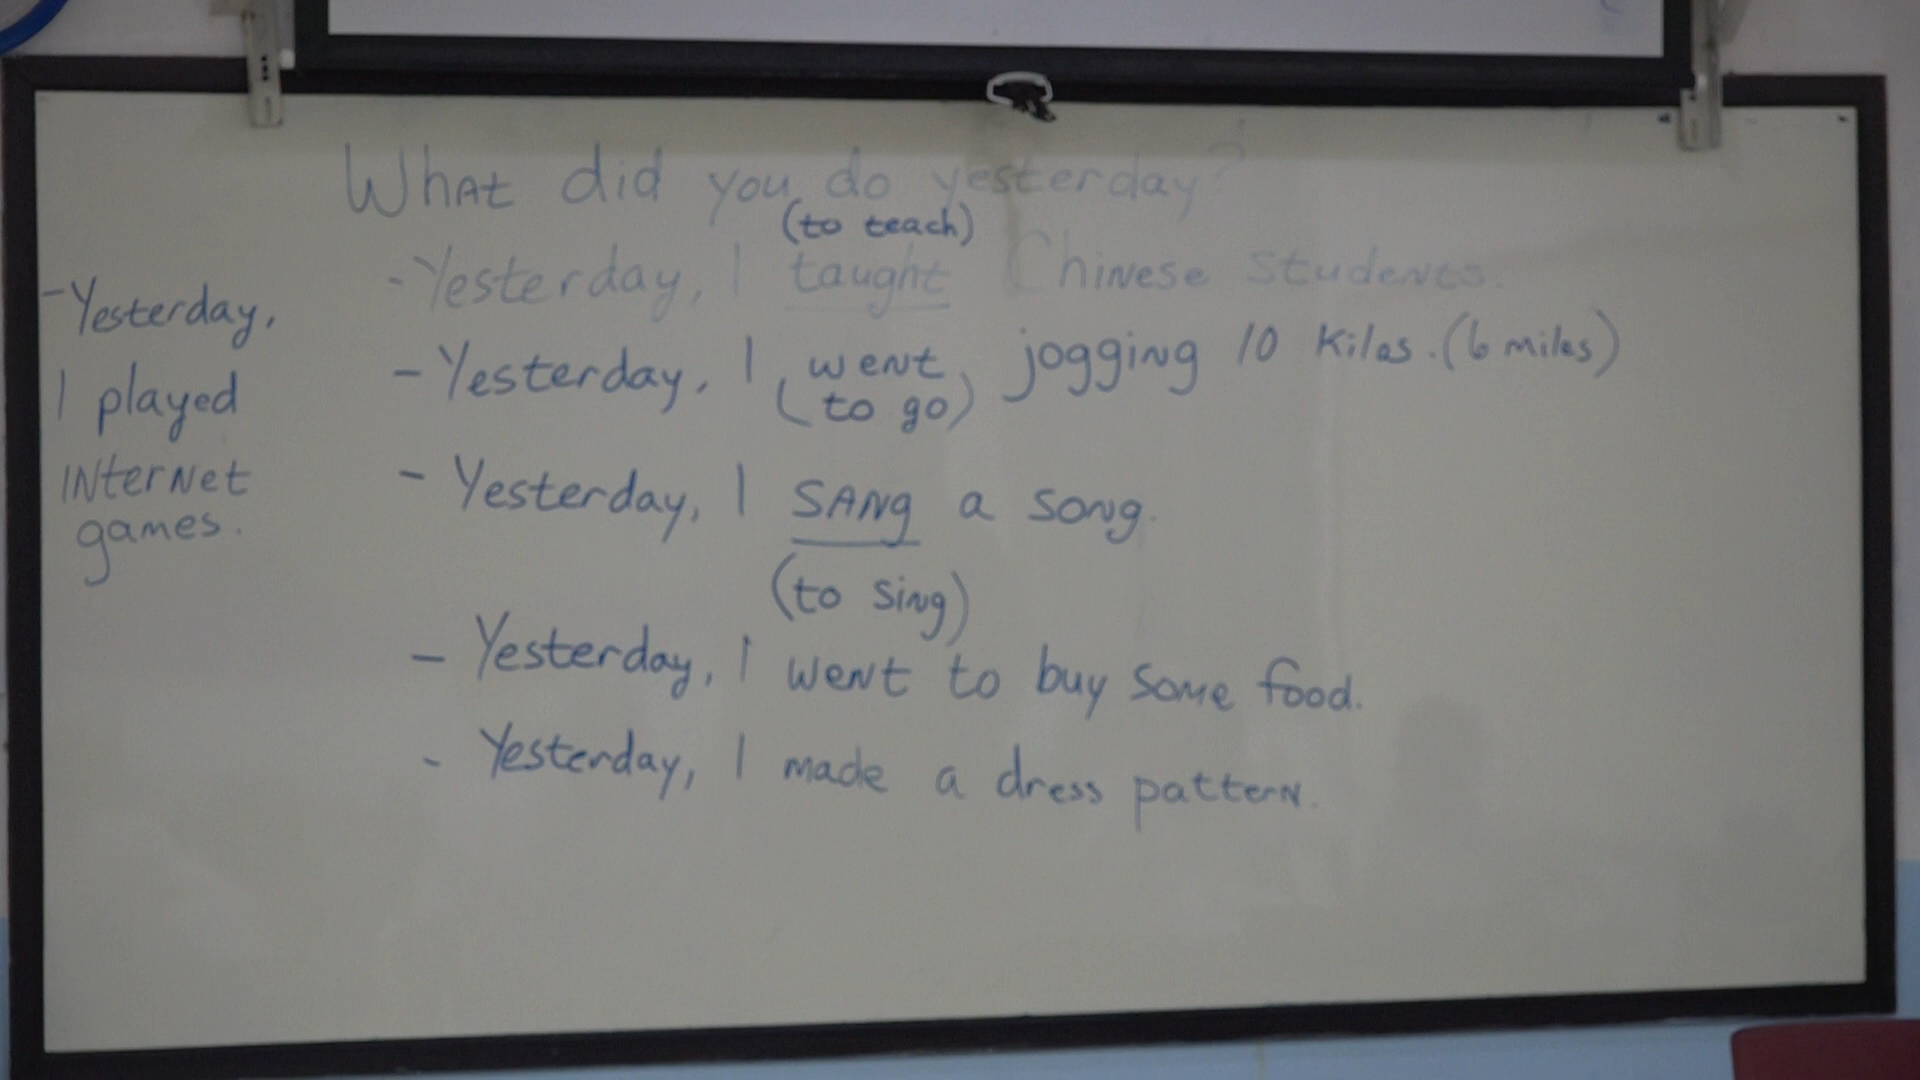 What did you do yesterday?
(to teach)
-Yesterday, I taught Chinese Students.
- Yesterday, I went jogging 10 kilos. (6 miles)
(to go)
- Yesterday, I SANg a song.
(to sing)
- Yesterday, I went to buy some food.
- Yesterday, I made a dress pattern.
-Yesterday,
I played
INterNet
games.